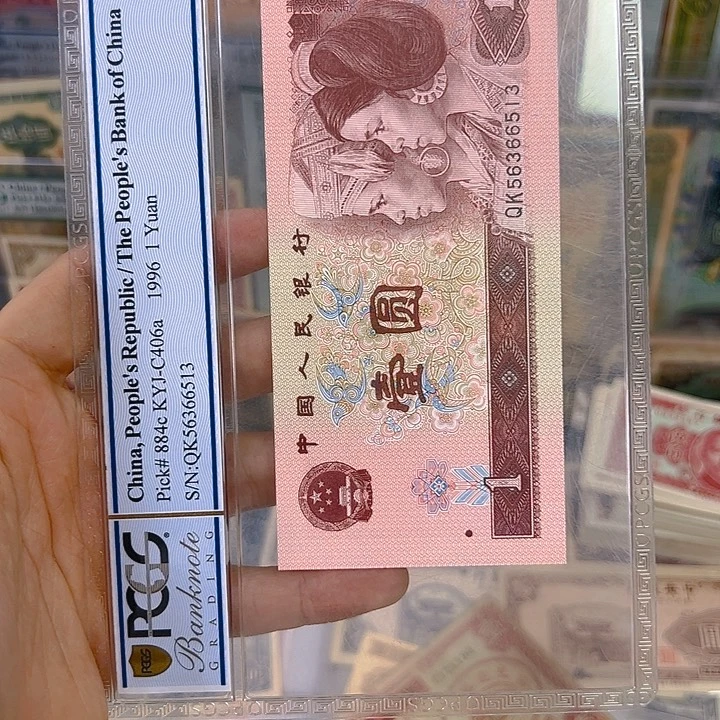 China, People's Republic / The People's Bank of China
Pick# 884c KYJ-C406a 1996 1 Yuan
S/N:QK56366513
PCGS
PCGS
Banknote
GRADING
中国人民银行
壹圆
QK56366513
1